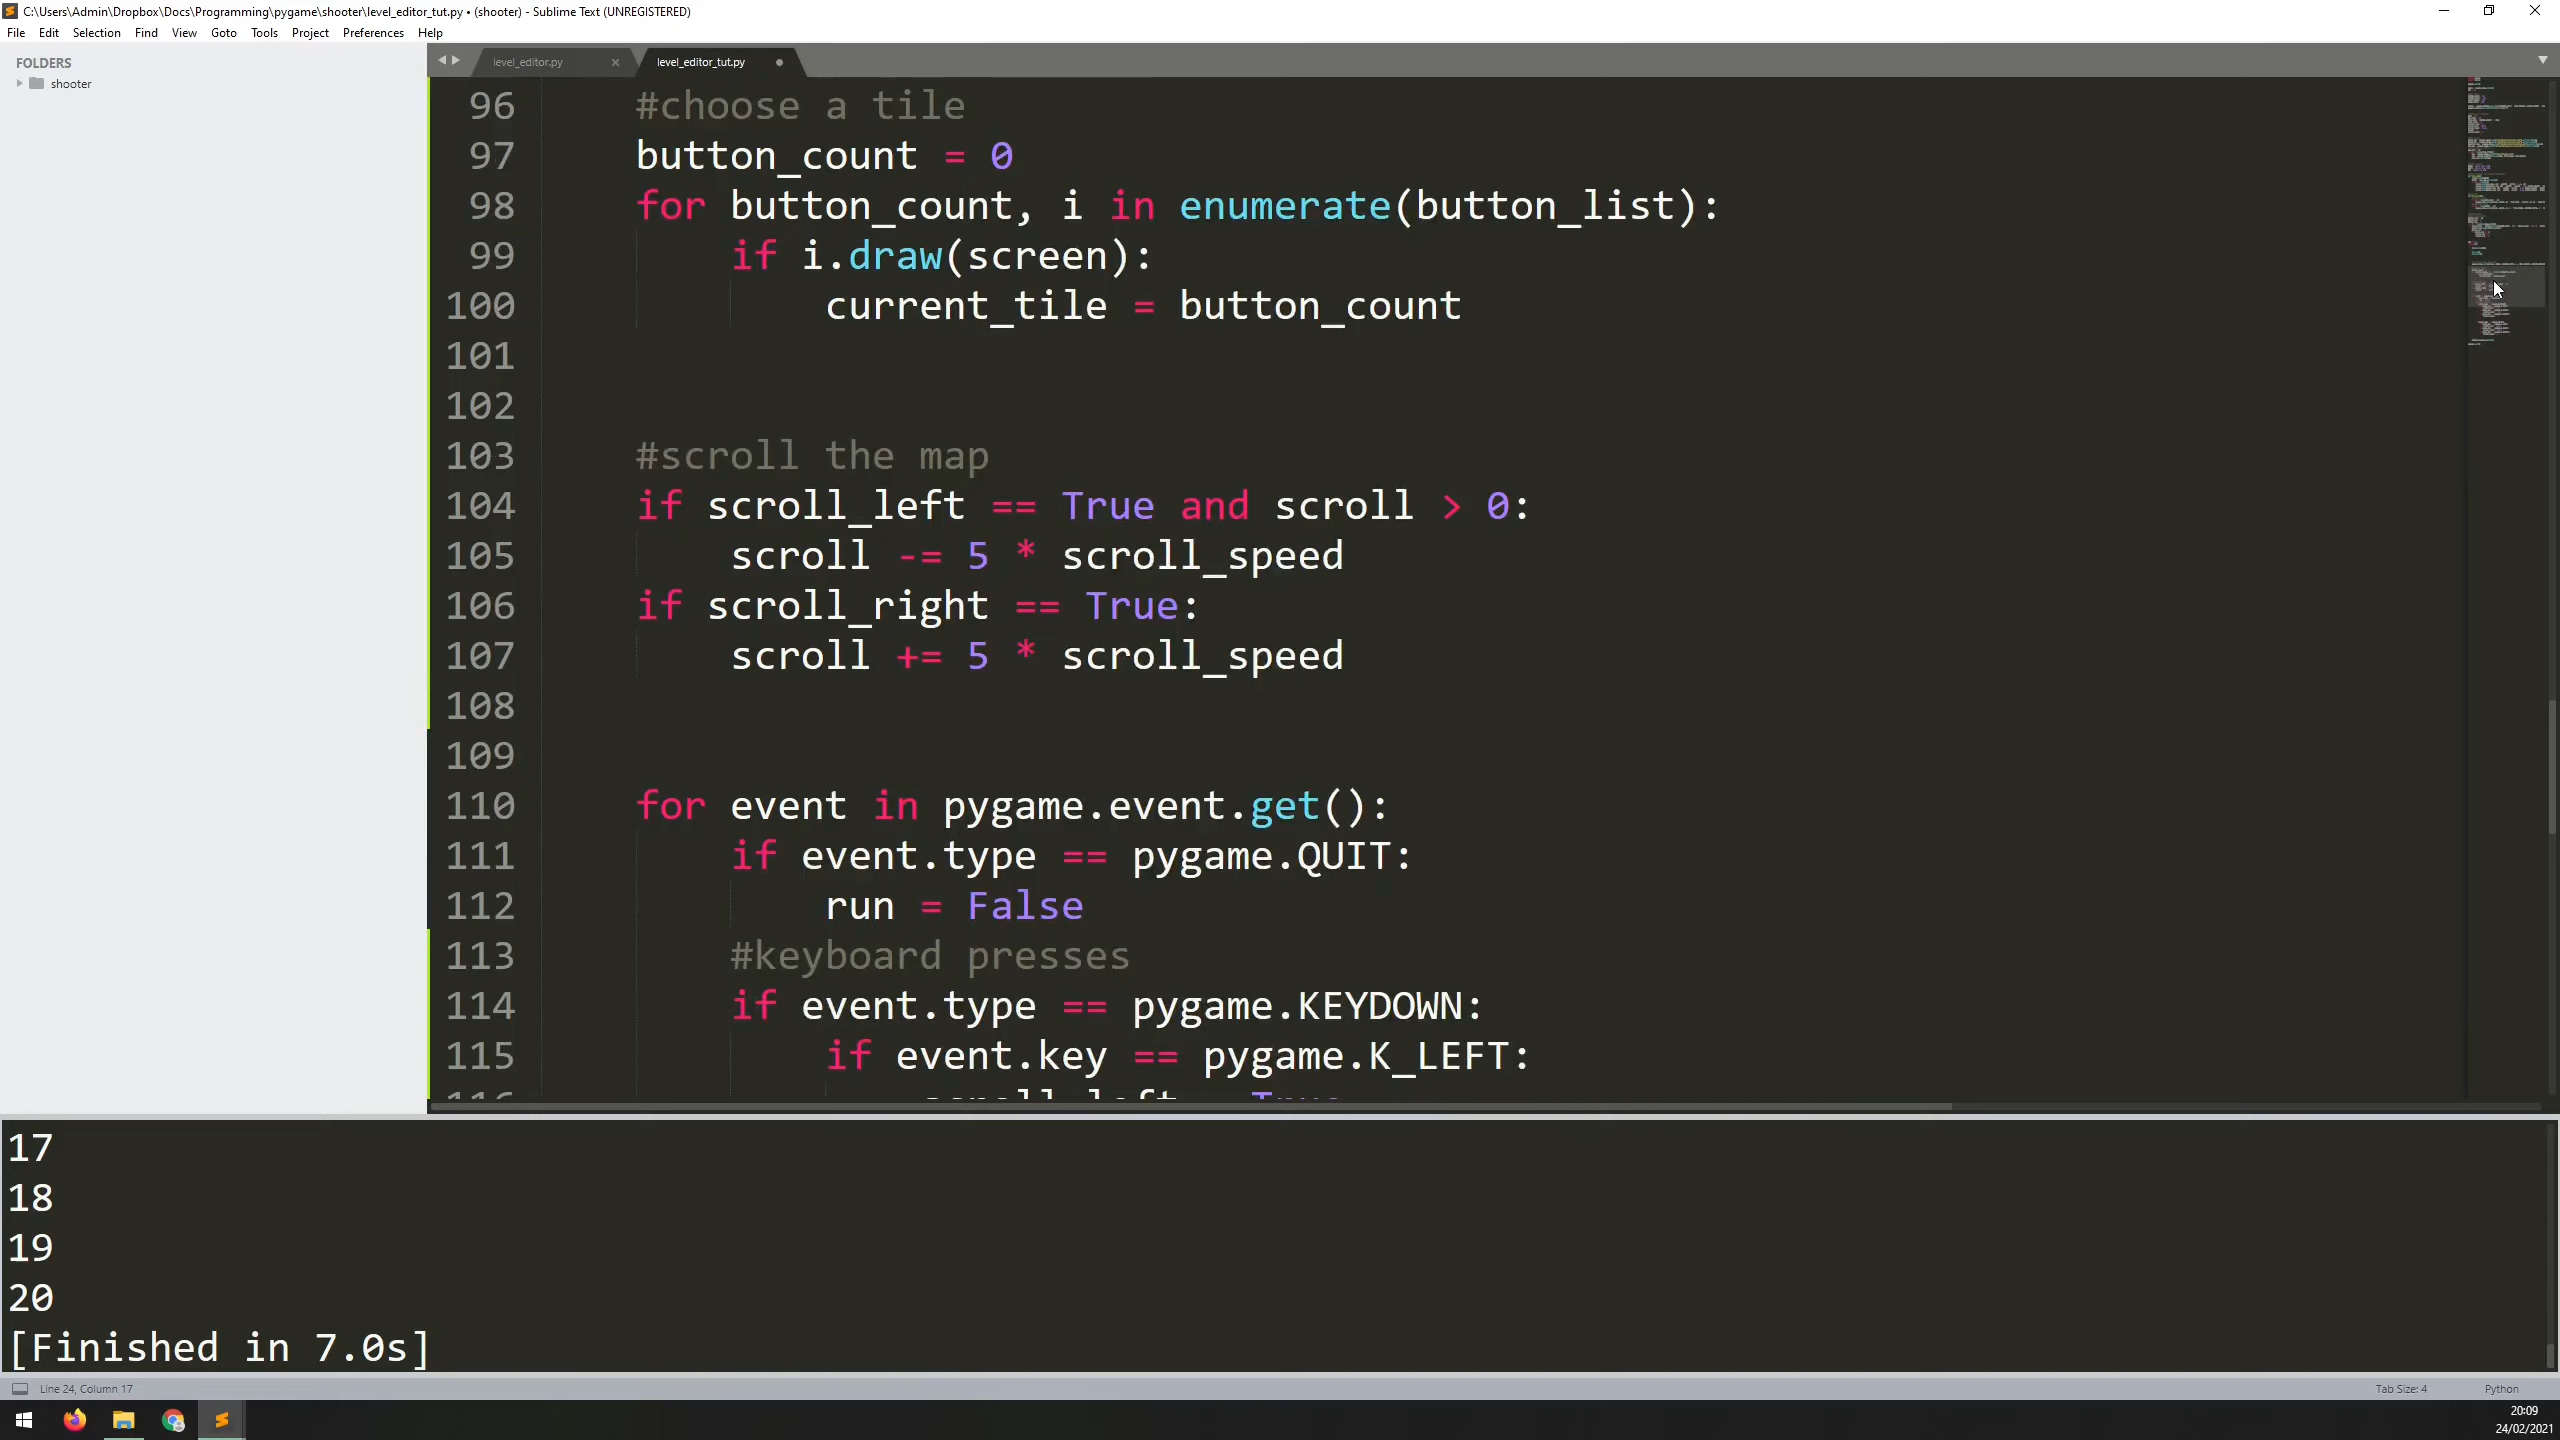 C:\Users\Admin\Dropbox\Docs\Programming\pygame\shooter\level_editor_tut.py • (shooter) - Sublime Text (UNREGISTERED)
File Edit Selection Find View Goto Tools Project Preferences Help
FOLDERS
shooter
level_editor.py
level_editor_tut.py
96 #choose a tile
97 button_count = 0
98 for button_count, i in enumerate(button_list):
99 if i.draw(screen):
100 current_tile = button_count
101
102
103 #scroll the map
104 if scroll_left == True and scroll > 0:
105 scroll -= 5 * scroll_speed
106 if scroll_right == True:
107 scroll += 5 * scroll_speed
108
109
110 for event in pygame.event.get():
111 if event.type == pygame.QUIT:
112 run = False
113 #keyboard presses
114 if event.type == pygame.KEYDOWN:
115 if event.key == pygame.K_LEFT:
116 scroll_left = True
17
18
19
20
[Finished in 7.0s]
Line 24, Column 17
Tab Size: 4
Python
20:09
24/02/2021